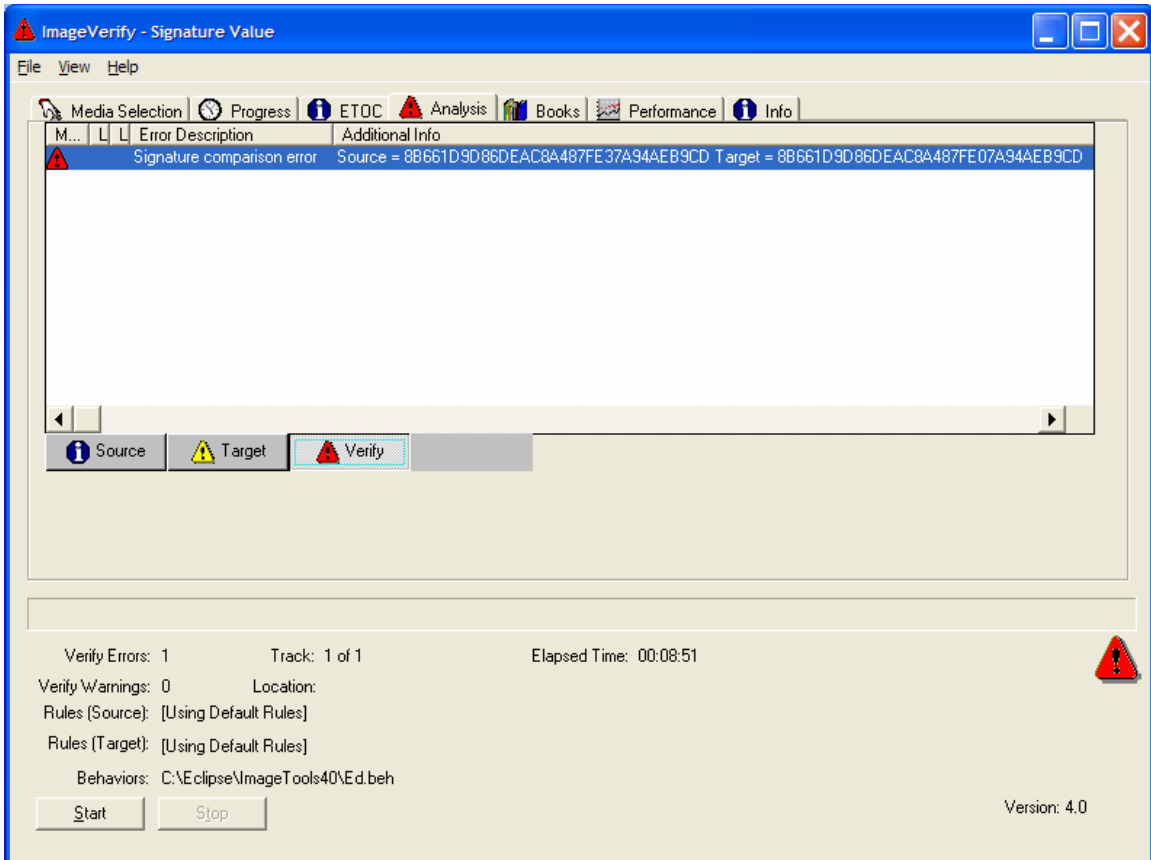 ImageVerify - Signature Value
File View Help
Media Selection Progress ETOC Analysis Books Performance Info
M... L L Error Description Additional Info
Signature comparison error Source = 8B661D9D86DEAC8A487FE37A94AEB9CD Target = 8B661D9D86DEAC8A487FE07A94AEB9CD
Source Target Verify
Verify Errors: 1 Track: 1 of 1 Elapsed Time: 00:08:51
Verify Warnings: 0 Location:
Rules (Source): [Using Default Rules]
Rules (Target): [Using Default Rules]
Behaviors: C:\Eclipse\ImageTools40\Ed.beh
Start Stop Version: 4.0